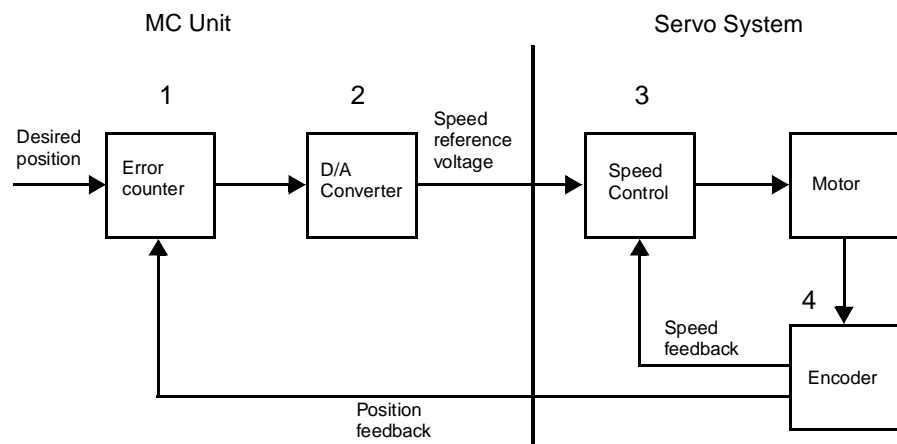 MC Unit
Servo System
1
2
3
Desired
position
Error
counter
D/A
Converter
Speed
reference
voltage
Speed
Control
Motor
4
Speed
feedback
Encoder
Position
feedback